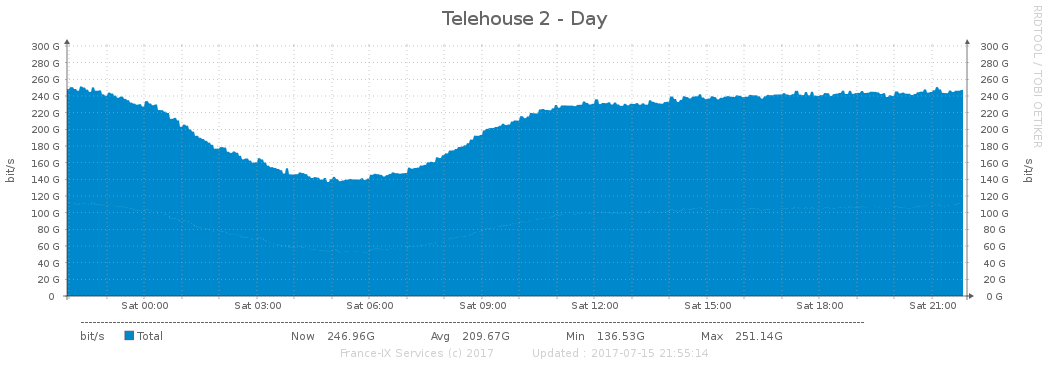 Telehouse 2 - Day
RRDTOOL / TOBI OETIKER
bit/s
300 G 300 G
280 G 280 G
260 G 260 G
240 G 240 G
220 G 220 G
200 G 200 G
180 G 180 G
160 G 160 G
140 G 140 G
120 G 120 G
100 G 100 G
80 G 80 G
60 G 60 G
40 G 40 G
20 G 20 G
0 0 G
bit/s
Sat 00:00 Sat 03:00 Sat 06:00 Sat 09:00 Sat 12:00 Sat 15:00 Sat 18:00 Sat 21:00
bit/s Total Now 246.96G Avg 209.67G Min 136.53G Max 251.14G
France-IX Services (c) 2017 Updated : 2017-07-15 21:55:14